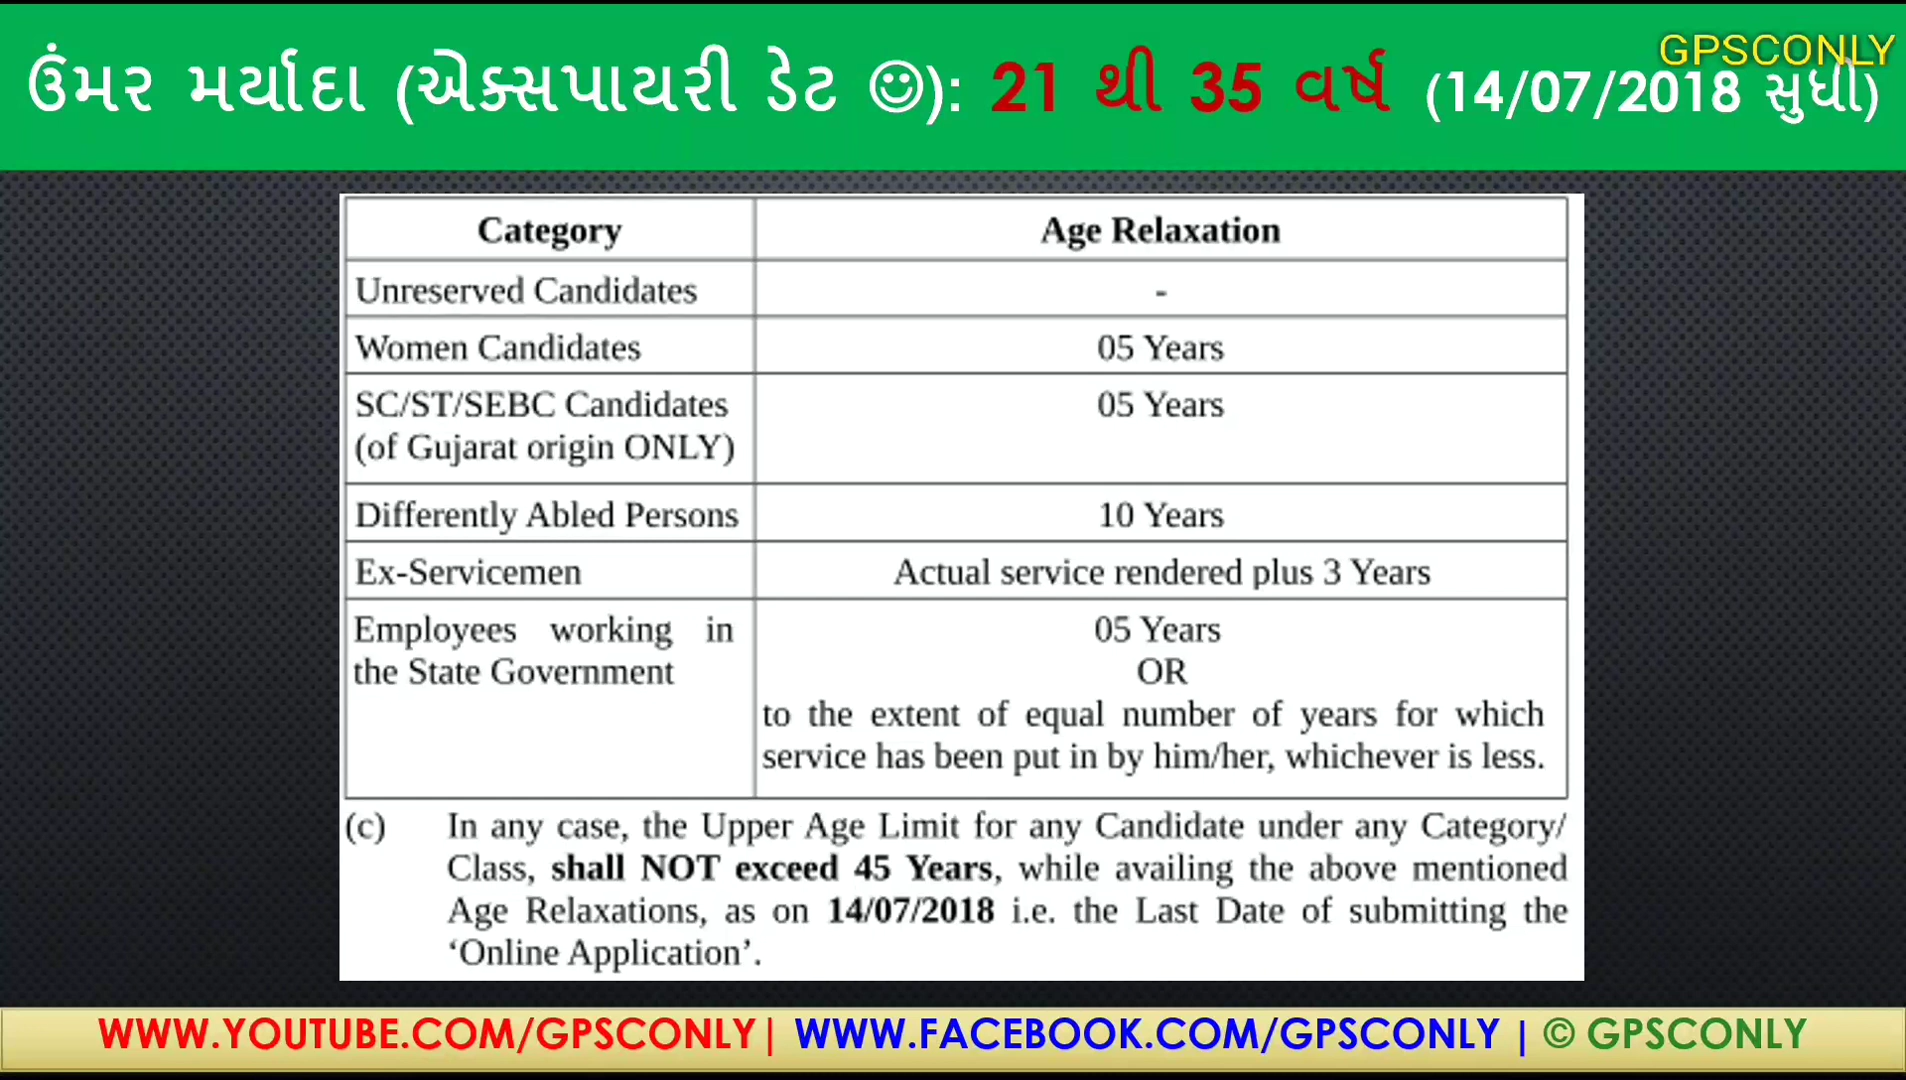 GPSCONLY
ઉંમર મર્યાદા (એક્સપાયરી ડેટ ☺): 21 થી 35 વર્ષ (14/07/2018 સુધી)
Category Age Relaxation
Unreserved Candidates -
Women Candidates 05 Years
SC/ST/SEBC Candidates 05 Years
(of Gujarat origin ONLY)
Differently Abled Persons 10 Years
Ex-Servicemen Actual service rendered plus 3 Years
Employees working in 05 Years
the State Government OR
to the extent of equal number of years for which
service has been put in by him/her, whichever is less.
(c) In any case, the Upper Age Limit for any Candidate under any Category/
Class, shall NOT exceed 45 Years, while availing the above mentioned
Age Relaxations, as on 14/07/2018 i.e. the Last Date of submitting the
‘Online Application’.
WWW.YOUTUBE.COM/GPSCONLY| WWW.FACEBOOK.COM/GPSCONLY | © GPSCONLY